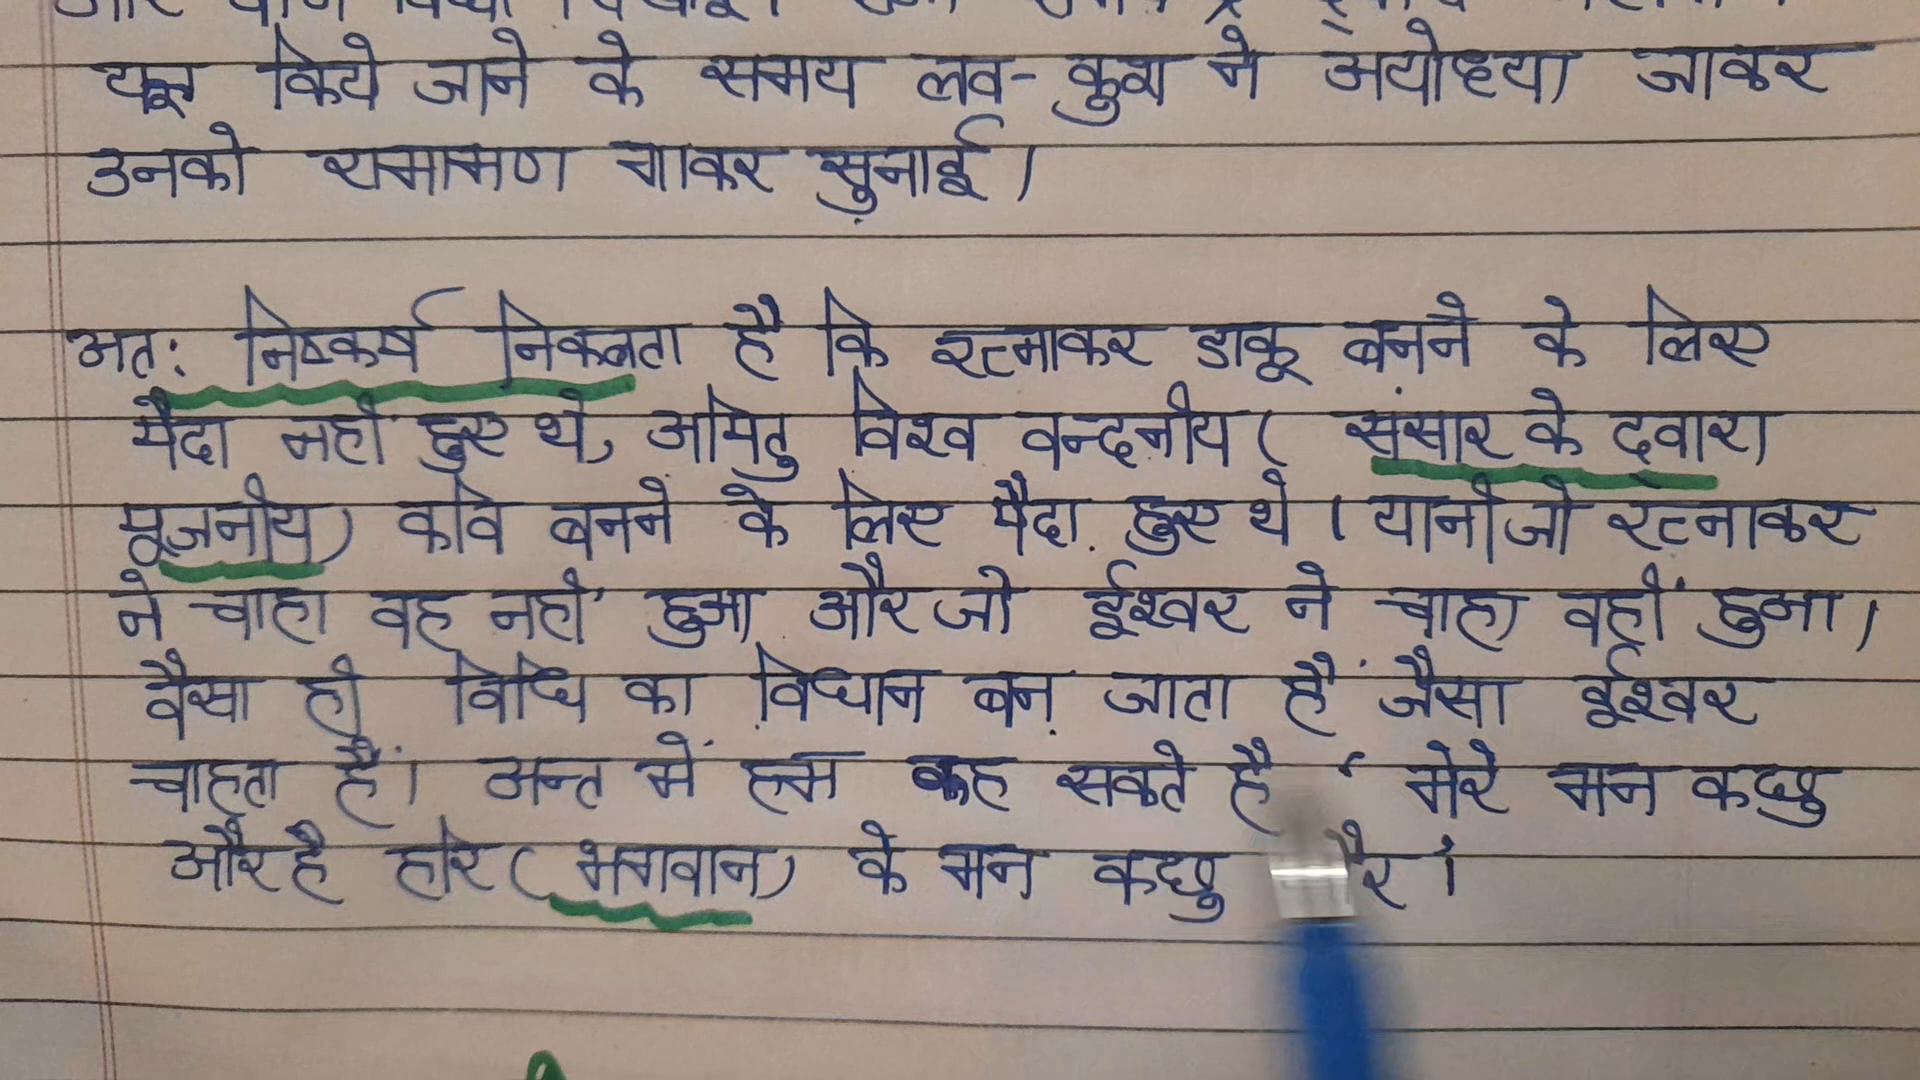 यज्ञ किये जाने के समय लव-कुश ने अयोध्या जाकर
उनको रामायण गाकर सुनाई।
अत: निष्कर्ष निकलता है कि रत्नाकर डाकू बनने के लिए
पैदा नहीं हुए थे, अपितु विश्व वन्दनीय ( संसार के द्वारा
पूजनीय) कवि बनने के लिए पैदा हुए थे । यानी जो रत्नाकर
ने चाहा वह नहीं हुआ और जो ईश्वर ने चाहा वही हुआ।
वैसा ही विधि का विधान बन जाता है जैसा ईश्वर
चाहता है। अन्त में हम कह सकते है ' मेरे मन कछु
और है हरि ( भगवान) के मन कछु